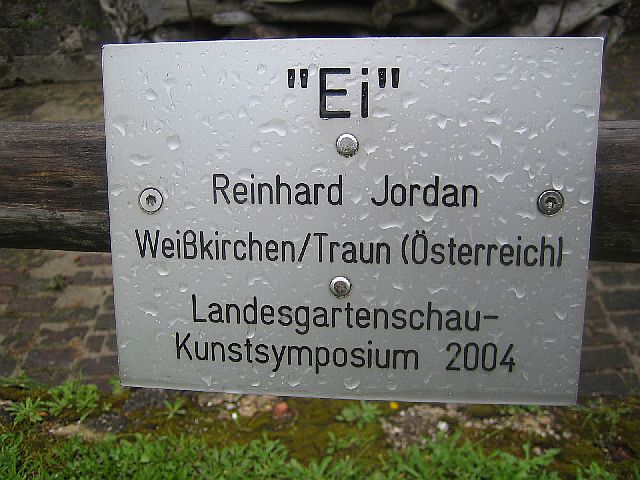 "Ei"
Reinhard Jordan
Weißkirchen/Traun (Österreich)
Landesgartenschau-
Kunstsymposium 2004